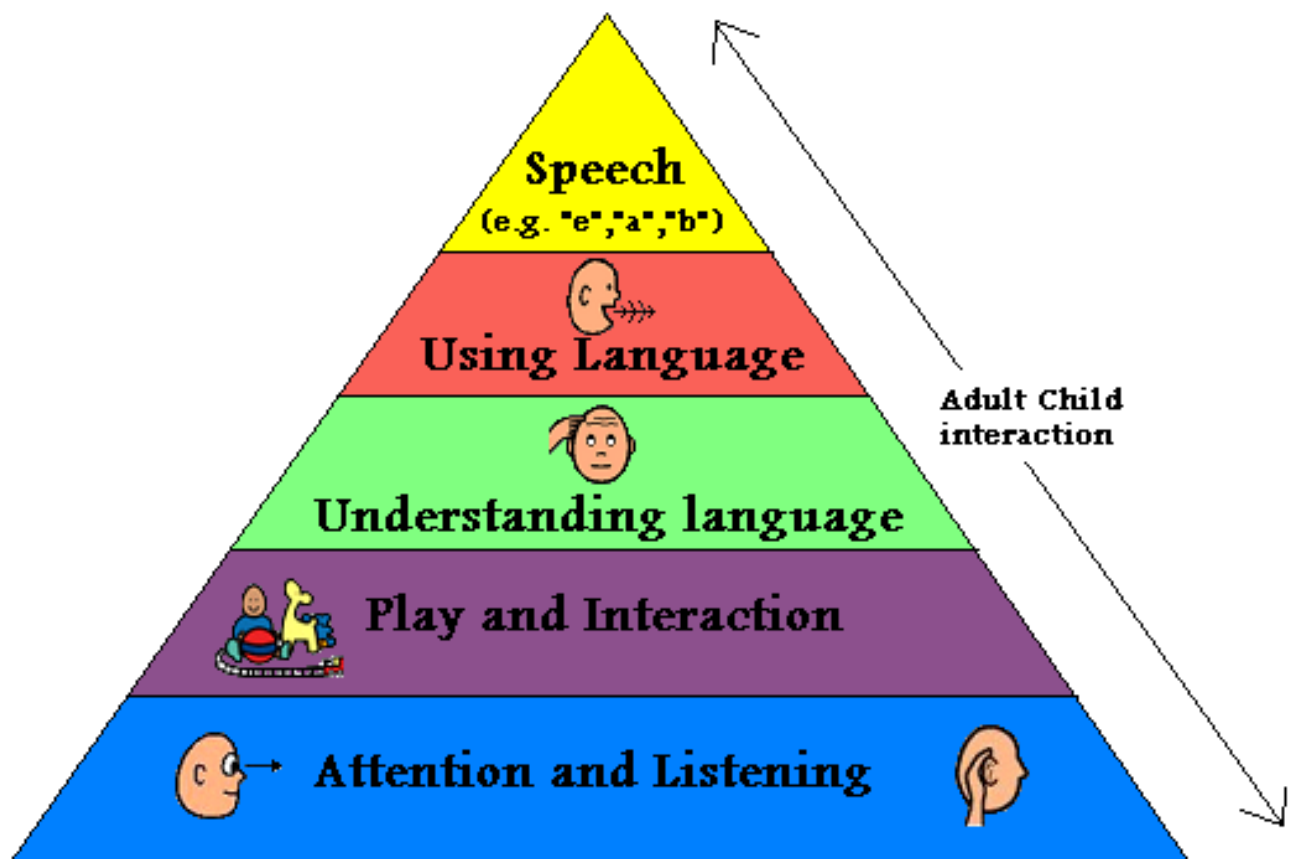 Speech
(e.g. "e","a","b")
Using Language
Understanding language
Play and Interaction
Attention and Listening
Adult Child
interaction